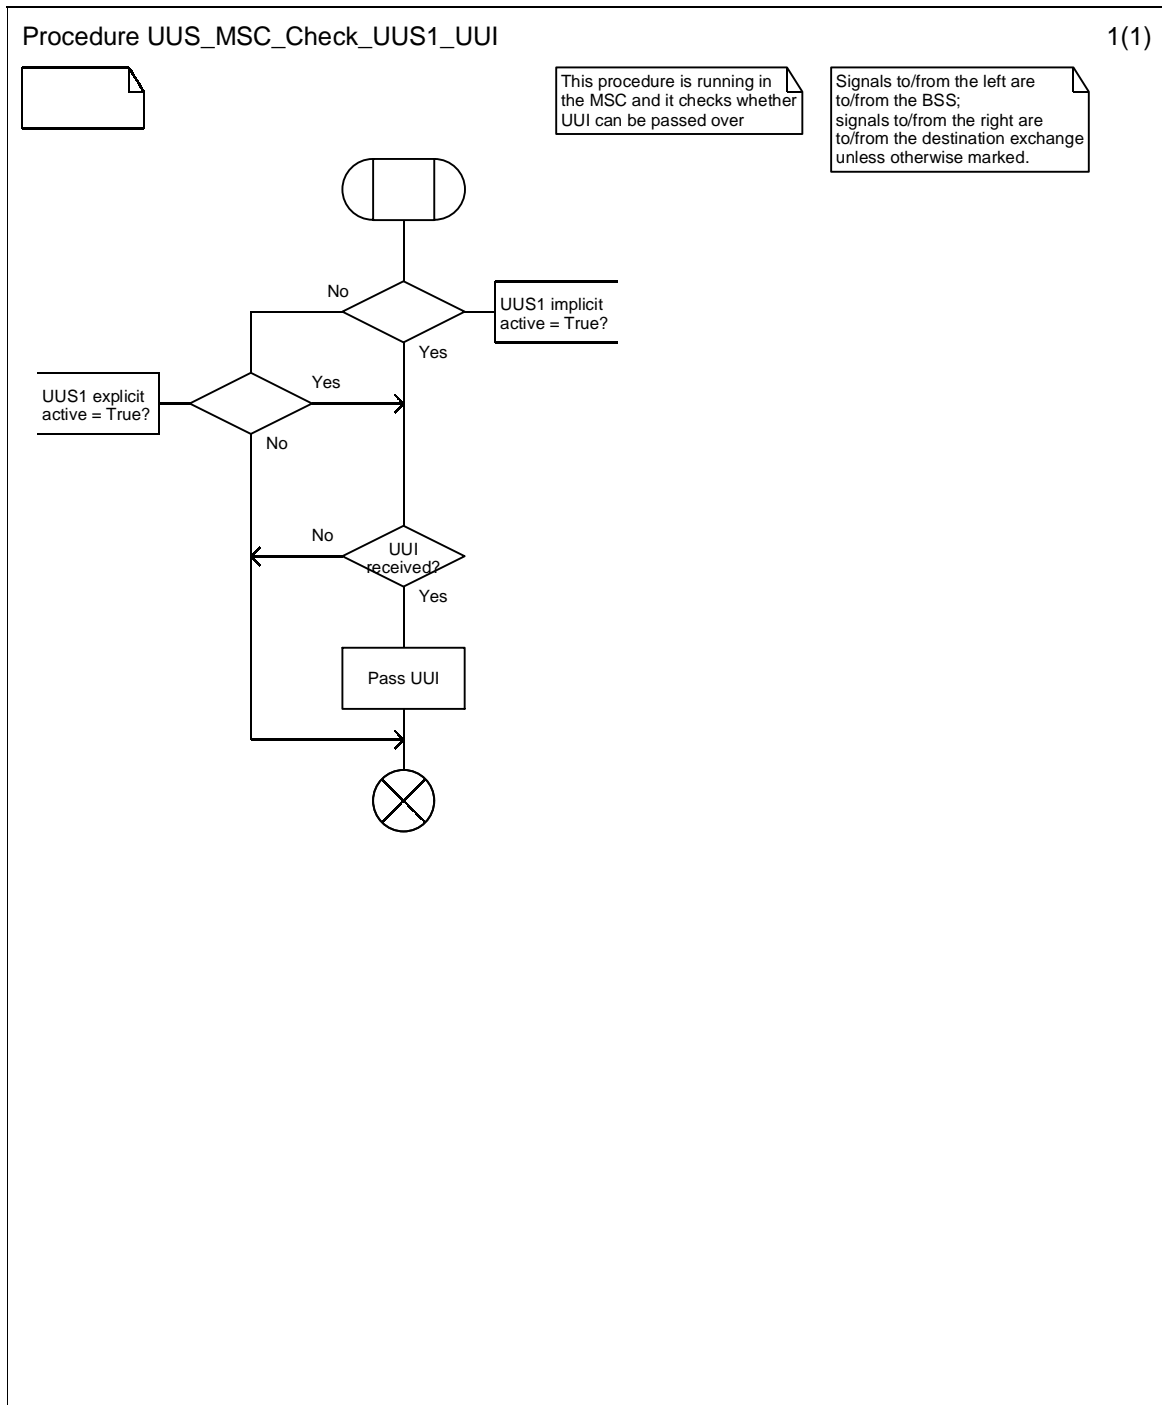 Procedure UUS_MSC_Check_UUS1_UUI
1(1)
This procedure is running in
the MSC and it checks whether
UUI can be passed over
Signals to/from the left are
to/from the BSS;
signals to/from the right are
to/from the destination exchange
unless otherwise marked.
No
UUS1 implicit
active = True?
Yes
UUS1 explicit
active = True?
Yes
No
No
UUI
received?
Yes
Pass UUI